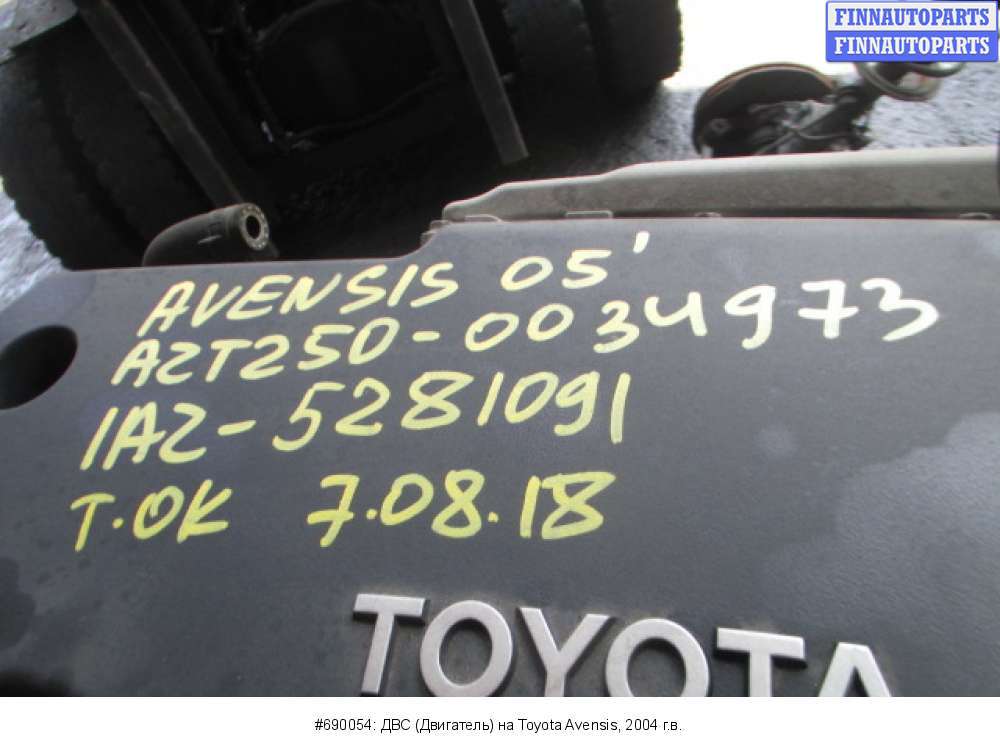 FINNAUTOPARTS
FINNAUTOPARTS
AVENSIS 05'
AZT250-0034973
1AZ-5281091
T.OK 7.08.18
TOYOTA
#690054: ДВС (Двигатель) на Toyota Avensis, 2004 г.в.